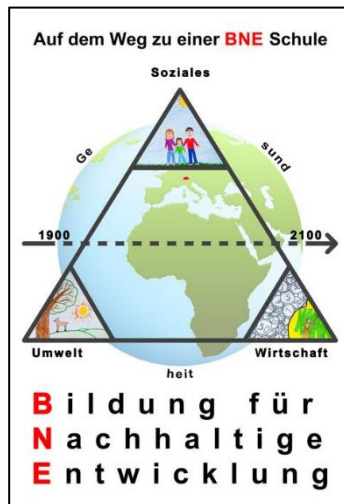 Auf dem Weg zu einer BNE Schule
Soziales
Ge sund
1900 2100
Umwelt Wirtschaft
heit
Bildung für
Nachhaltige
Entwicklung